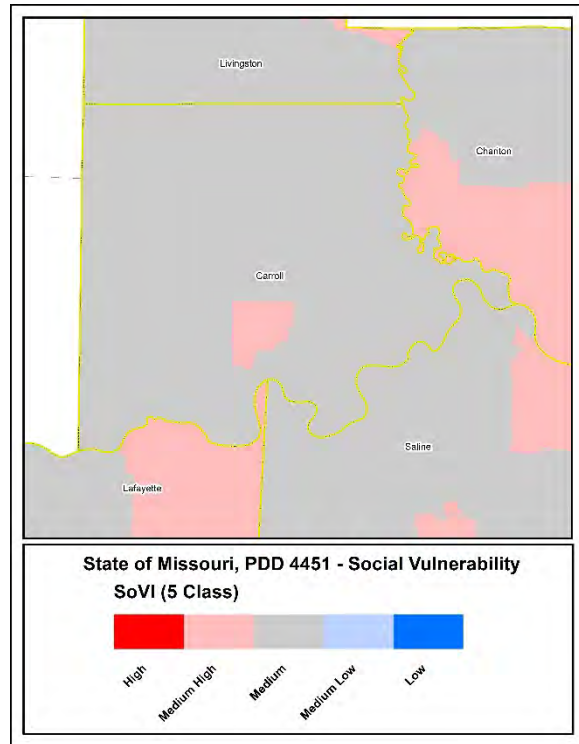 Livingston
Chariton
Carroll
Saline
Lafayette
State of Missouri, PDD 4451 - Social Vulnerability
SoVI (5 Class)
High
Medium High
Medium
Medium Low
Low